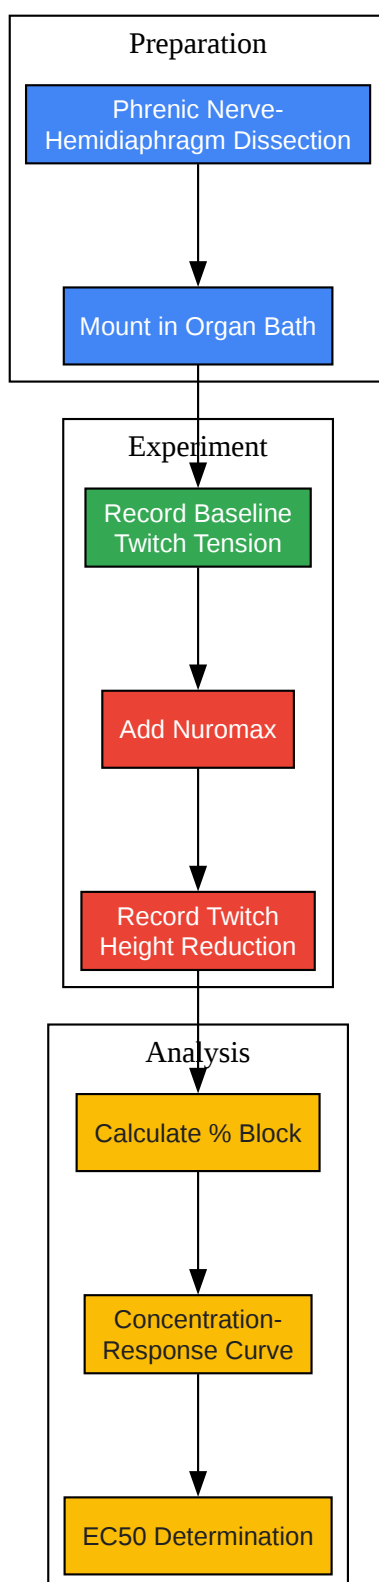 Preparation
Phrenic Nerve-
Hemidiaphragm Dissection
Mount in Organ Bath
Experiment
Record Baseline
Twitch Tension
Add Nuromax
Record Twitch
Height Reduction
Analysis
Calculate % Block
Concentration-
Response Curve
EC50 Determination